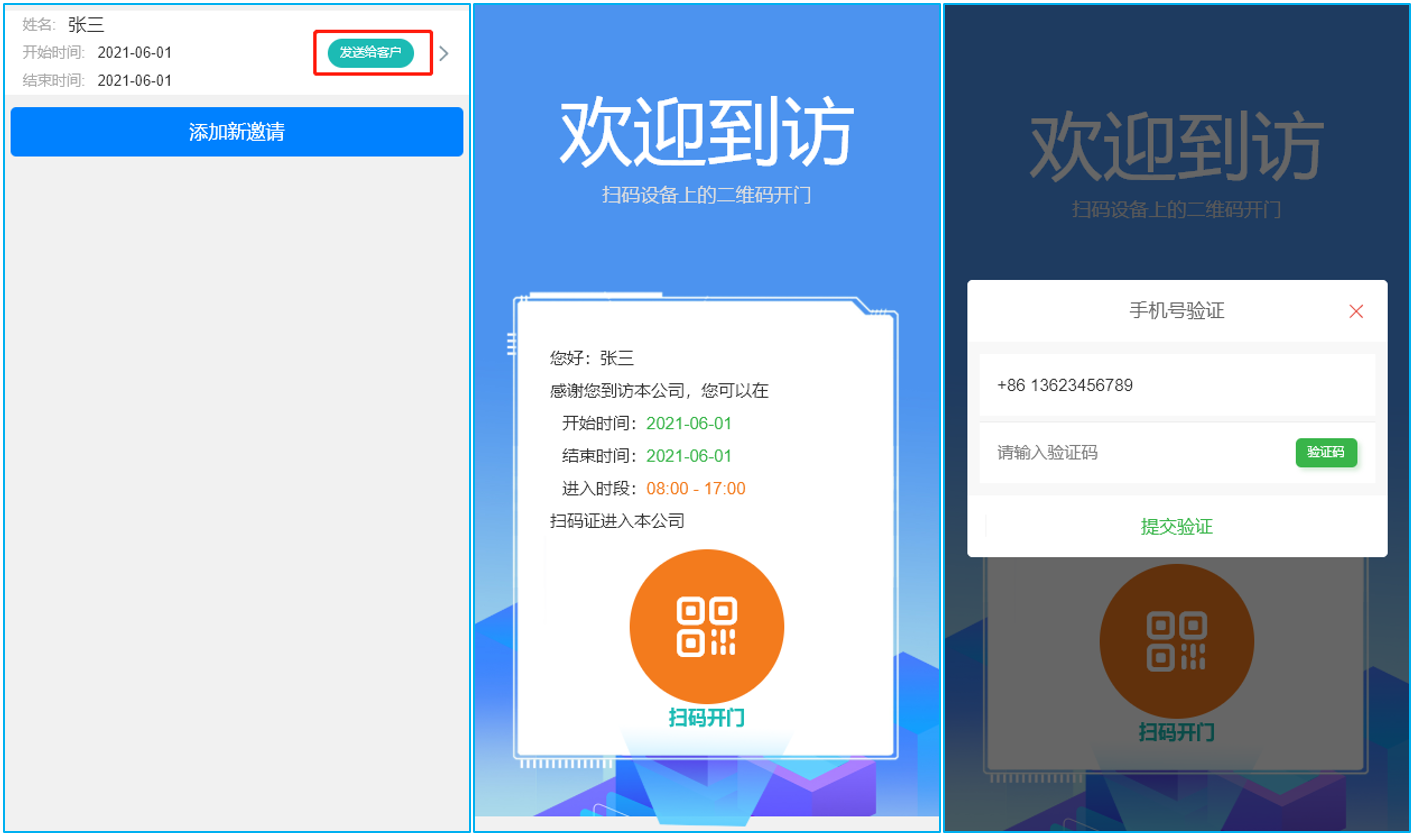 姓名: 张三
开始时间: 2021-06-01
发送给客户
结束时间: 2021-06-01
添加新邀请
欢迎到访
扫码设备上的二维码开门
您好：张三
感谢您到访本公司，您可以在
开始时间：2021-06-01
结束时间：2021-06-01
进入时段：08:00 - 17:00
扫码证进入本公司
扫码开门
欢迎到访
扫码设备上的二维码开门
手机号验证
+86 13623456789
请输入验证码
验证码
提交验证
扫码开门